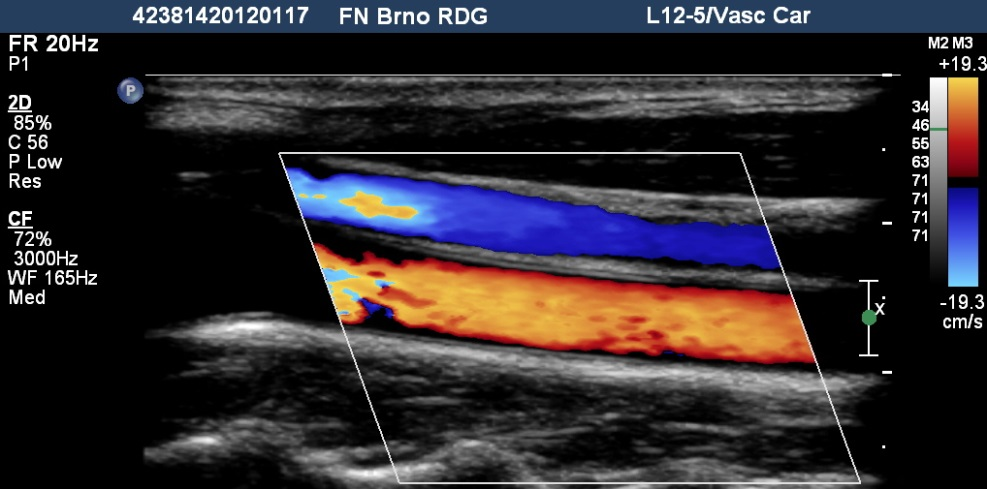 42381420120117 FN Brno RDG L12-5/Vasc Car
FR 20Hz
P1
2D
85%
C 56
P Low
Res
CF
72%
3000Hz
WF 165Hz
Med
P
M2 M3
+19.3
34
46
55
63
71
71
71
71
-19.3
cm/s
X